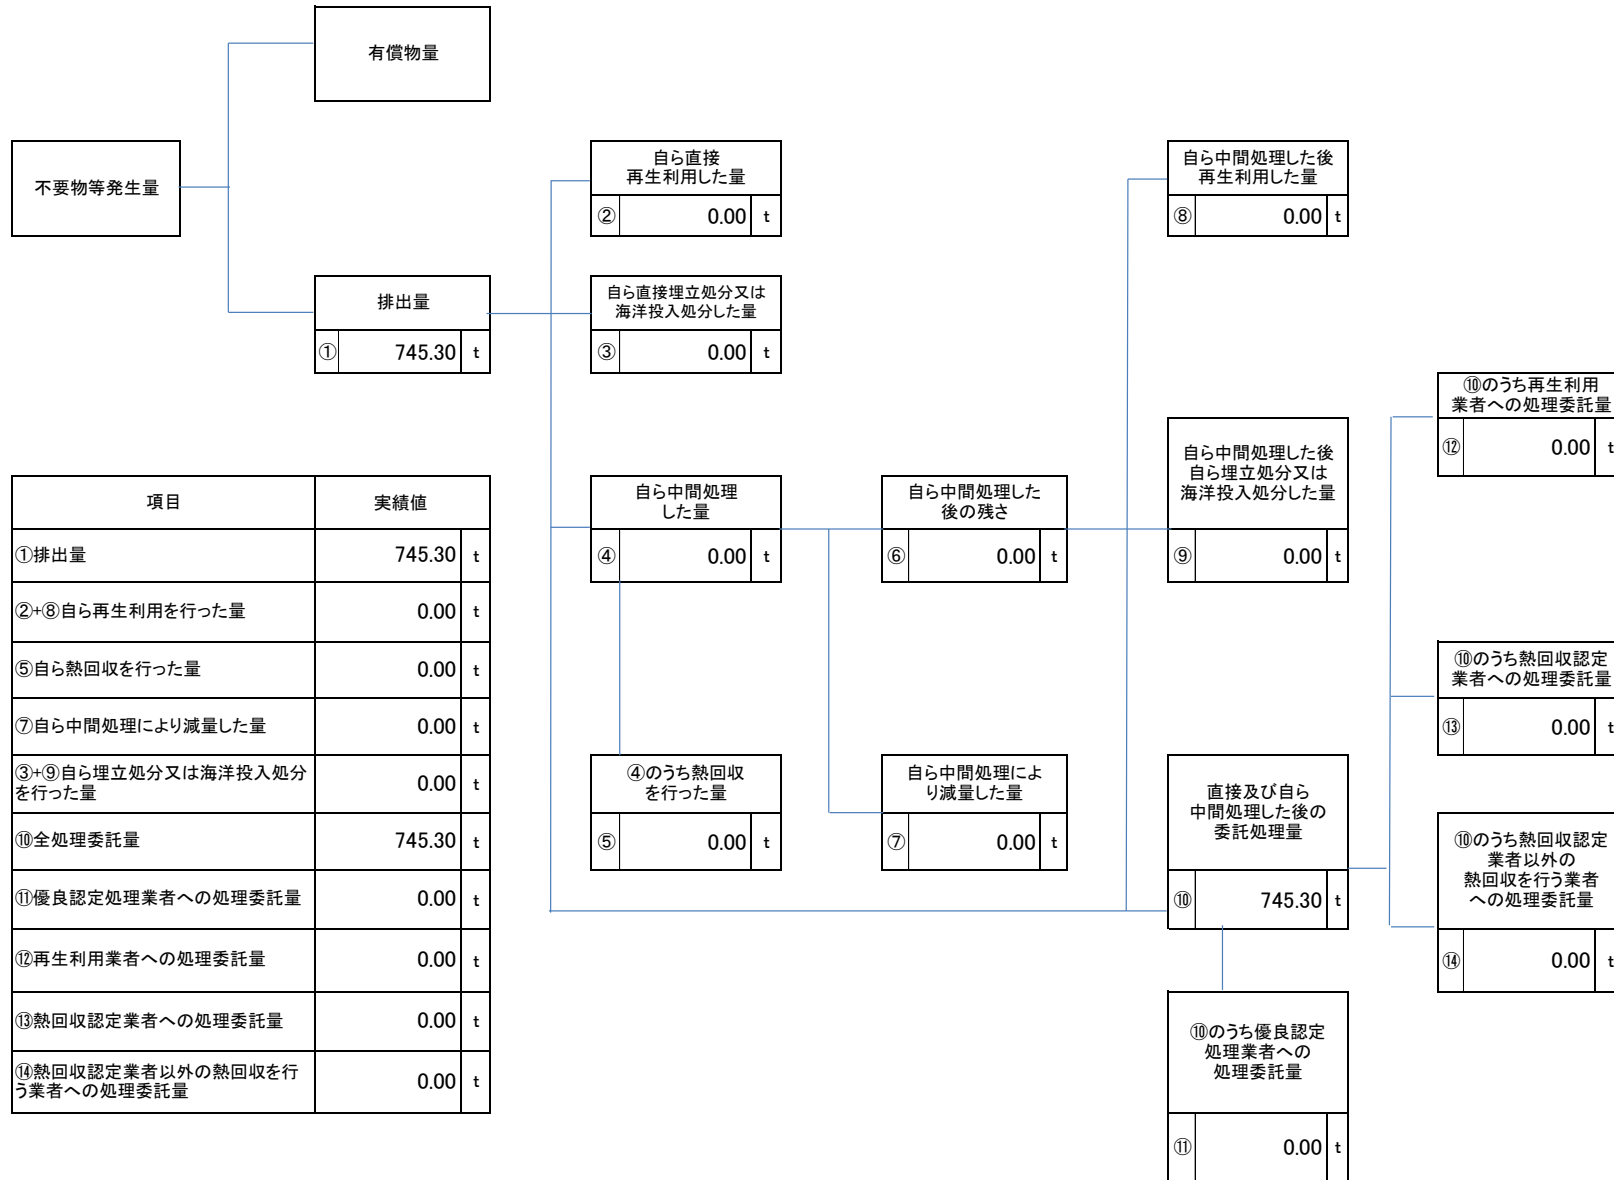 有償物量
不要物等発生量
排出量
① 745.30 t
自ら直接
再生利用した量
② 0.00 t
自ら直接埋立処分又は
海洋投入処分した量
③ 0.00 t
自ら中間処理
した量
④ 0.00 t
④のうち熱回収
を行った量
⑤ 0.00 t
自ら中間処理した
後の残さ
⑥ 0.00 t
自ら中間処理によ
り減量した量
⑦ 0.00 t
自ら中間処理した後
再生利用した量
⑧ 0.00 t
自ら中間処理した後
自ら埋立処分又は
海洋投入処分した量
⑨ 0.00 t
直接及び自ら
中間処理した後の
委託処理量
⑩ 745.30 t
⑩のうち優良認定
処理業者への
処理委託量
⑪ 0.00 t
⑩のうち再生利用
業者への処理委託量
⑫ 0.00 t
⑩のうち熱回収認定
業者への処理委託量
⑬ 0.00 t
⑩のうち熱回収認定
業者以外の
熱回収を行う業者
への処理委託量
⑭ 0.00 t
項目 実績値
①排出量 745.30 t
②+⑧自ら再生利用を行った量 0.00 t
⑤自ら熱回収を行った量 0.00 t
⑦自ら中間処理により減量した量 0.00 t
③+⑨自ら埋立処分又は海洋投入処分
を行った量 0.00 t
⑩全処理委託量 745.30 t
⑪優良認定処理業者への処理委託量 0.00 t
⑫再生利用業者への処理委託量 0.00 t
⑬熱回収認定業者への処理委託量 0.00 t
⑭熱回収認定業者以外の熱回収を行
う業者への処理委託量 0.00 t